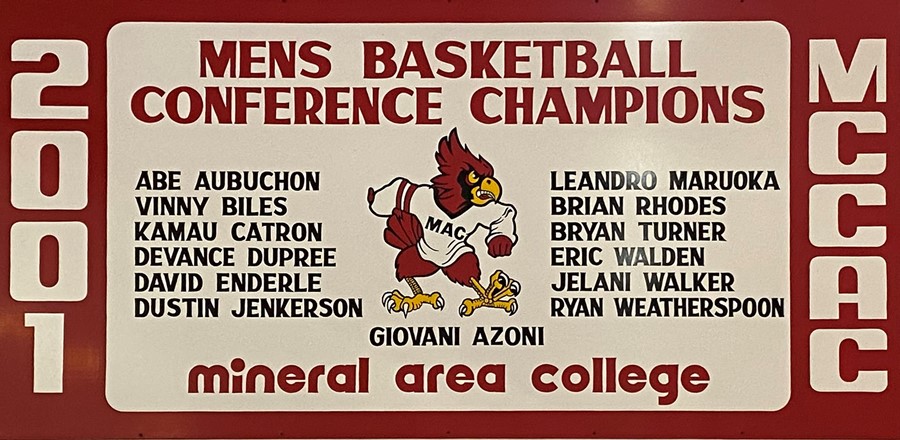 2001
MENS BASKETBALL
CONFERENCE CHAMPIONS
ABE AUBUCHON
VINNY BILES
KAMAU CATRON
DEVANCE DUPREE
DAVID ENDERLE
DUSTIN JENKERSON
MAC
LEANDRO MARUOKA
BRIAN RHODES
BRYAN TURNER
ERIC WALDEN
JELANI WALKER
RYAN WEATHERSPOON
GIOVANI AZONI
mineral area college
MCCAC